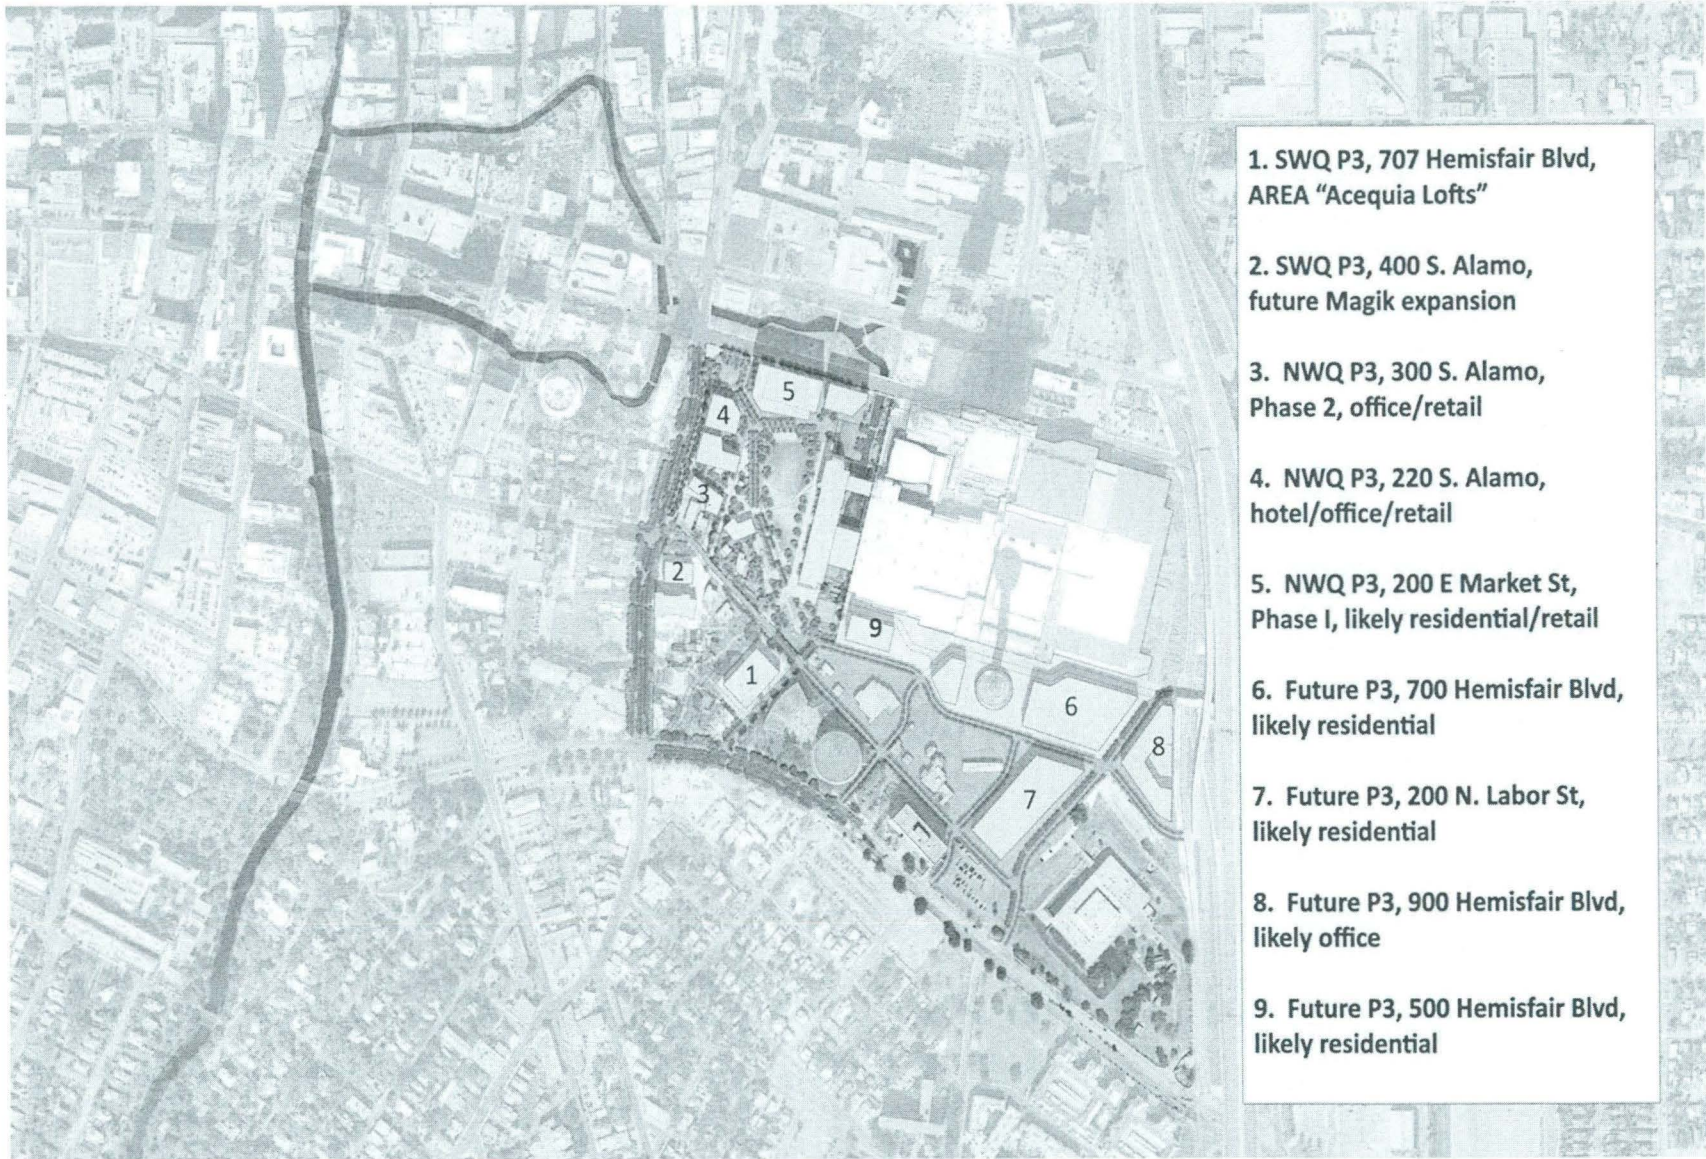 1. SWQ P3, 707 Hemisfair Blvd,
AREA “Acequia Lofts”
2. SWQ P3, 400 S. Alamo,
future Magik expansion
3. NWQ P3, 300 S. Alamo,
Phase 2, office/retail
4. NWQ P3, 220 S. Alamo,
hotel/office/retail
5. NWQ P3, 200 E Market St,
Phase I, likely residential/retail
6. Future P3, 700 Hemisfair Blvd,
likely residential
7. Future P3, 200 N. Labor St,
likely residential
8. Future P3, 900 Hemisfair Blvd,
likely office
9. Future P3, 500 Hemisfair Blvd,
likely residential
5
4
3
2
9
1
6
8
7